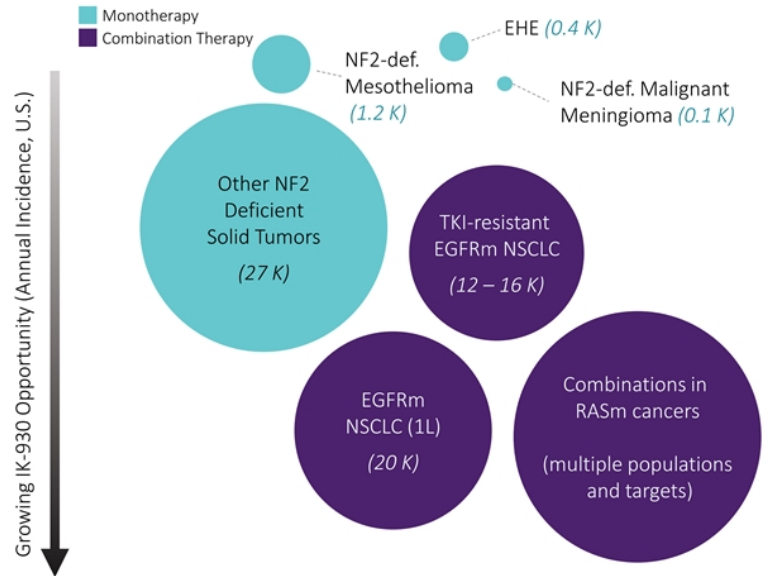 Monotherapy
Combination Therapy
EHE (0.4 K)
NF2-def.
Mesothelioma
(1.2 K)
NF2-def. Malignant
Meningioma (0.1 K)
Other NF2
Deficient
Solid Tumors
(27 K)
TKI-resistant
EGFRm NSCLC
(12 – 16 K)
EGFRm
NSCLC (1L)
(20 K)
Combinations in
RASm cancers
(multiple populations
and targets)
Growing IK-930 Opportunity (Annual Incidence, U.S.)